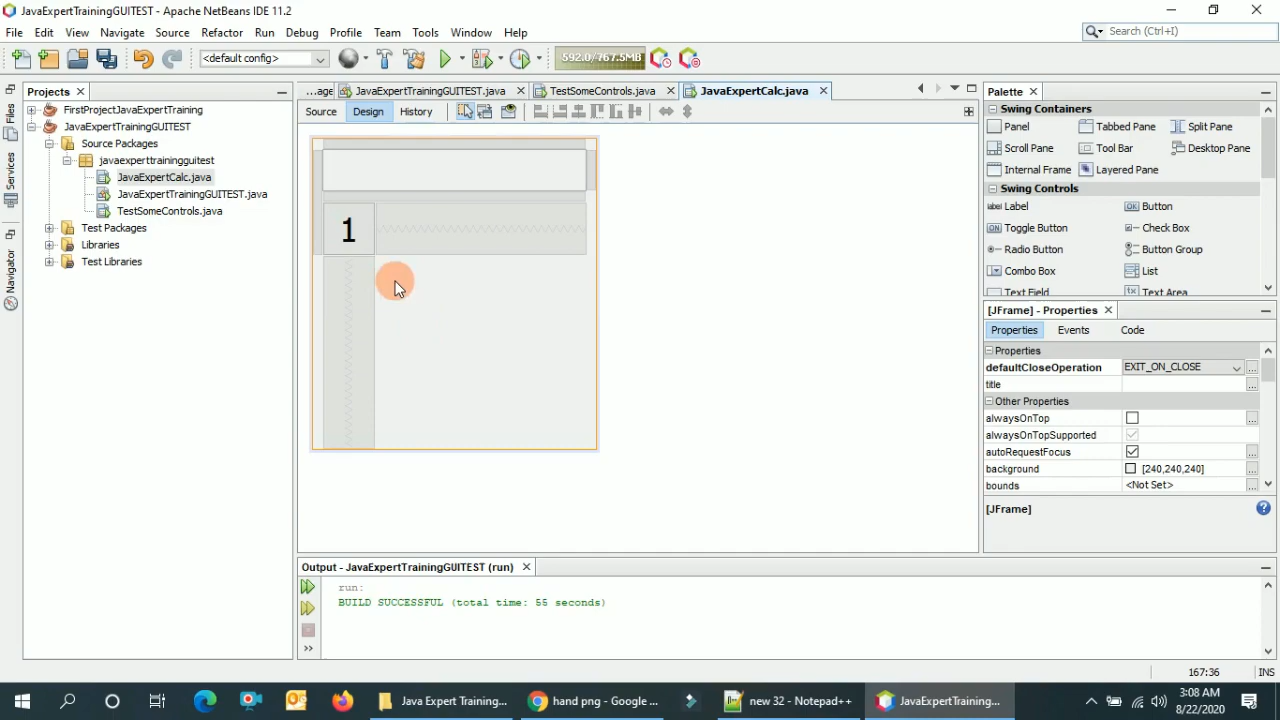 JavaExpertTrainingGUITEST - Apache NetBeans IDE 11.2
File Edit View Navigate Source Refactor Run Debug Profile Team Tools Window Help
Search (Ctrl+I)
<default config>
592.0/767.5MB
Projects
...age
JavaExpertTrainingGUITEST.java
TestSomeControls.java
JavaExpertCalc.java
Source Design History
Files
Services
Navigator
FirstProjectJavaExpertTraining
JavaExpertTrainingGUITEST
Source Packages
javaexperttrainingguitest
JavaExpertCalc.java
JavaExpertTrainingGUITEST.java
TestSomeControls.java
Test Packages
Libraries
Test Libraries
1
Palette
Swing Containers
Panel Tabbed Pane Split Pane
Scroll Pane Tool Bar Desktop Pane
Internal Frame Layered Pane
Swing Controls
label Label OK Button
OK Toggle Button Check Box
Radio Button Button Group
Combo Box List
Text Field Text Area
[JFrame] - Properties
Properties Events Code
Properties
defaultCloseOperation EXIT_ON_CLOSE
title
Other Properties
alwaysOnTop
alwaysOnTopSupported
autoRequestFocus
background [240,240,240]
bounds <Not Set>
[JFrame]
Output - JavaExpertTrainingGUITEST (run)
run:
BUILD SUCCESSFUL (total time: 55 seconds)
167:36 INS
Java Expert Training...
hand png - Google ...
new 32 - Notepad++
JavaExpertTraining...
3:08 AM
8/22/2020